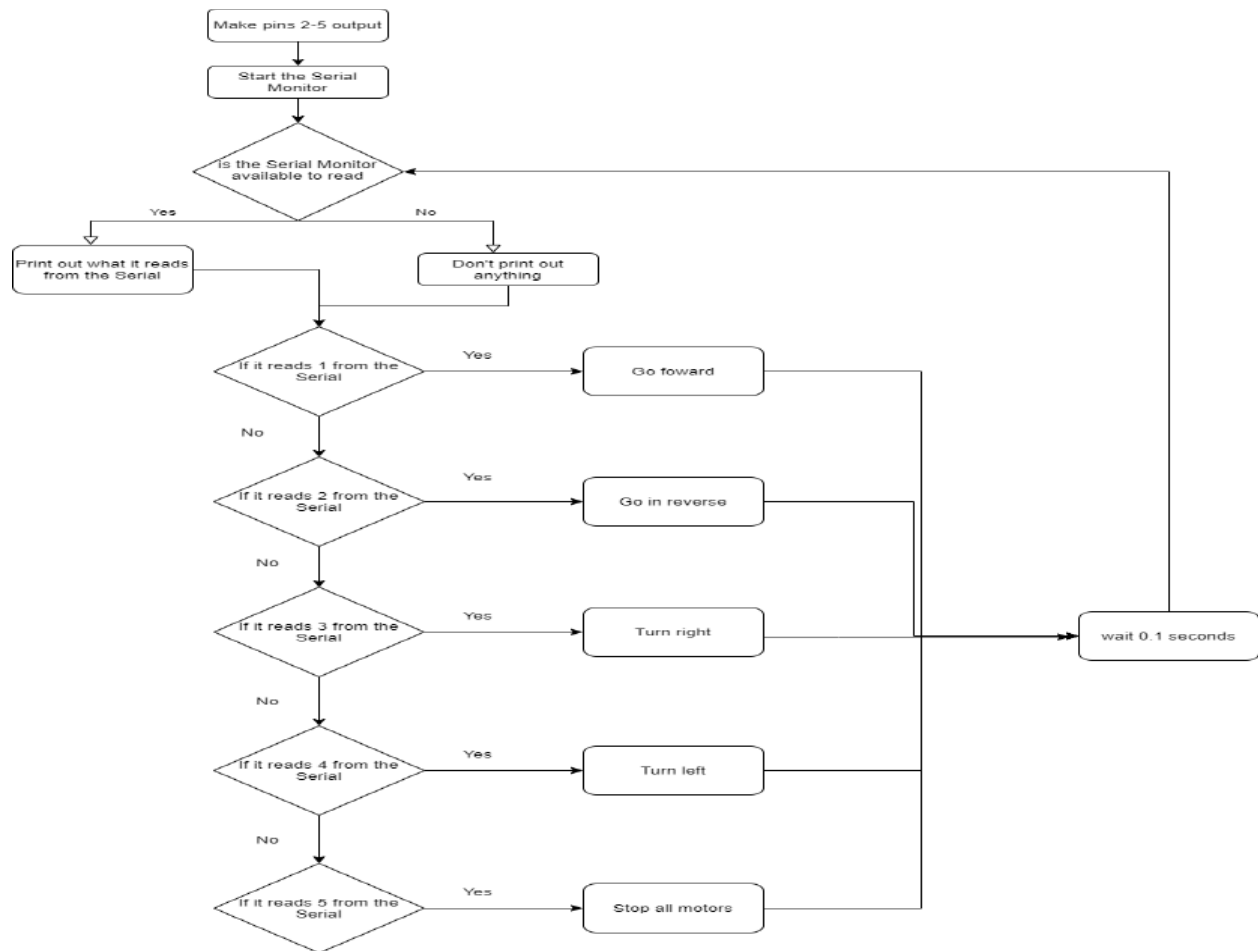 Make pins 2-5 output
Start the Serial
Monitor
is the Serial Monitor
available to read
Yes
No
Print out what it reads
from the Serial
Don't print out
anything
If it reads 1 from the
Serial
Yes
Go foward
No
If it reads 2 from the
Serial
Yes
Go in reverse
No
If it reads 3 from the
Serial
Yes
Turn right
wait 0.1 seconds
No
If it reads 4 from the
Serial
Yes
Turn left
No
If it reads 5 from the
Serial
Yes
Stop all motors